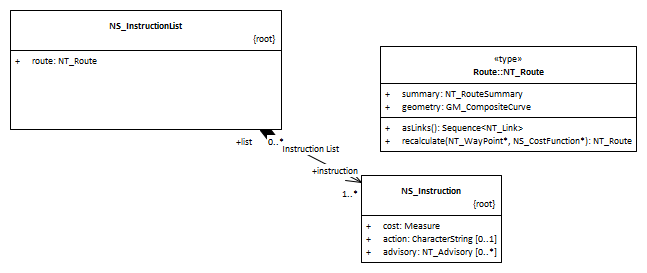 NS_InstructionList
{root}
+ route: NT_Route
«type»
Route::NT_Route
+ summary: NT_RouteSummary
+ geometry: GM_CompositeCurve
+ asLinks(): Sequence<NT_Link>
+ recalculate(NT_WayPoint*, NS_CostFunction*): NT_Route
+list 0..*
Instruction List
+instruction
1..*
NS_Instruction
{root}
+ cost: Measure
+ action: CharacterString [0..1]
+ advisory: NT_Advisory [0..*]